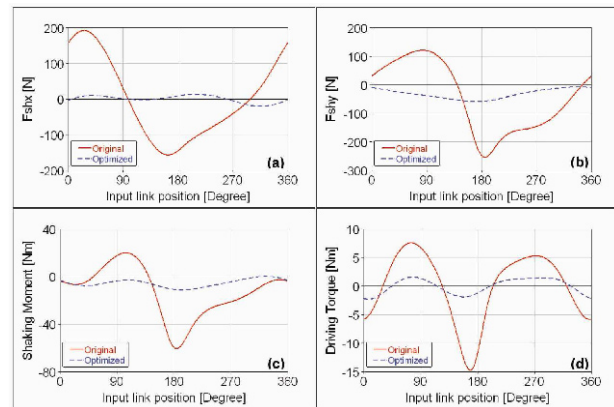 200
100
0
-100
-200
Fshx [N]
Original
Optimized
(a)
0 90 180 270 360
Input link position [Degree]
200
100
0
-100
-200
-300
Fshy [N]
Original
Optimized
(b)
0 90 180 270 360
Input link position [Degree]
40
0
-40
-80
Shaking Moment [Nm]
Original
Optimized
(c)
0 90 180 270 360
Input link position [Degree]
10
5
0
-5
-10
-15
Driving Torque [Nm]
Original
Optimized
(d)
0 90 180 270 360
Input link position [Degree]